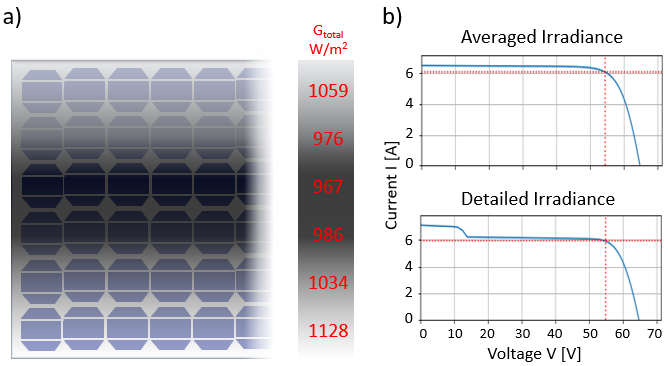 a)
G_total
W/m²
1059
976
967
986
1034
1128
b)
Averaged Irradiance
6
4
2
0
Current I [A]
Detailed Irradiance
6
4
2
0
0 10 20 30 40 50 60 70
Voltage V [V]